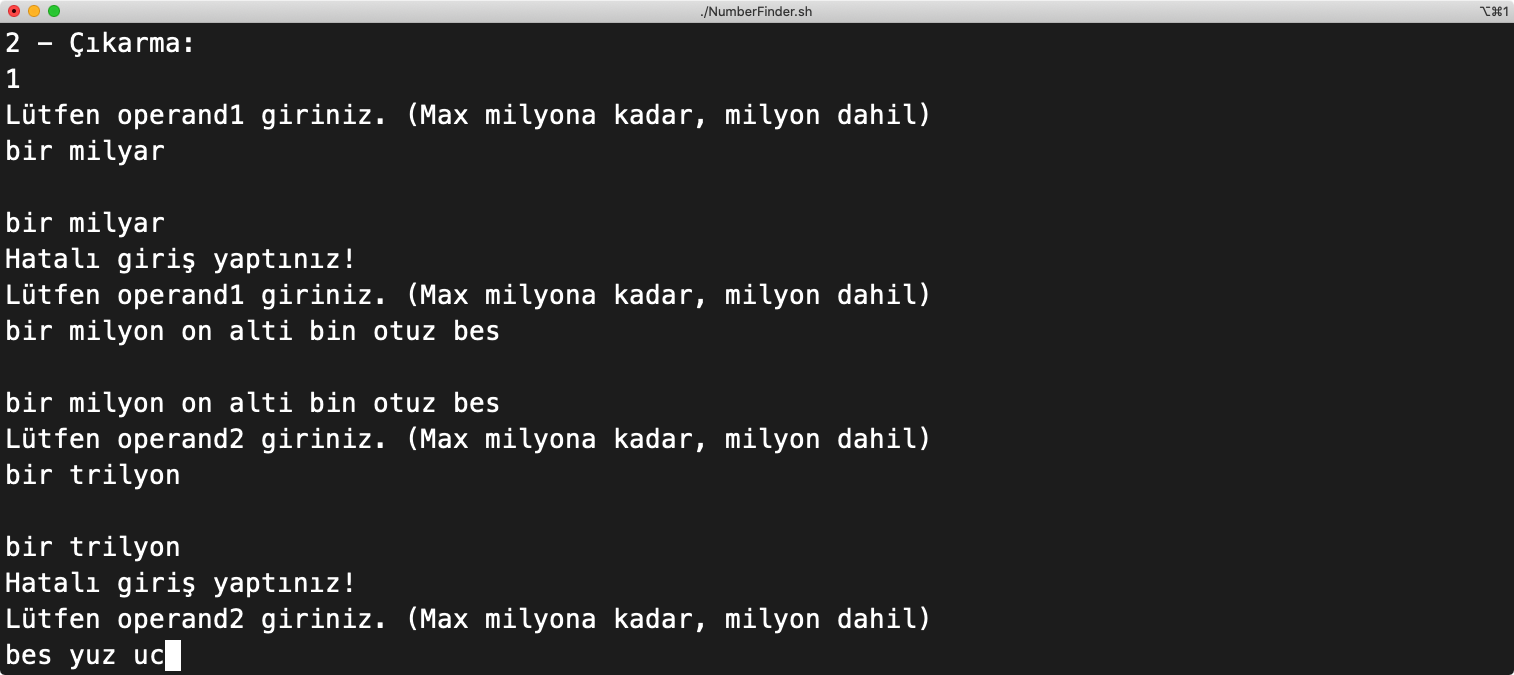 ./NumberFinder.sh
⌥⌘1
2 - Çıkarma:
1
Lütfen operand1 giriniz. (Max milyona kadar, milyon dahil)
bir milyar
bir milyar
Hatalı giriş yaptınız!
Lütfen operand1 giriniz. (Max milyona kadar, milyon dahil)
bir milyon on alti bin otuz bes
bir milyon on alti bin otuz bes
Lütfen operand2 giriniz. (Max milyona kadar, milyon dahil)
bir trilyon
bir trilyon
Hatalı giriş yaptınız!
Lütfen operand2 giriniz. (Max milyona kadar, milyon dahil)
bes yuz uc